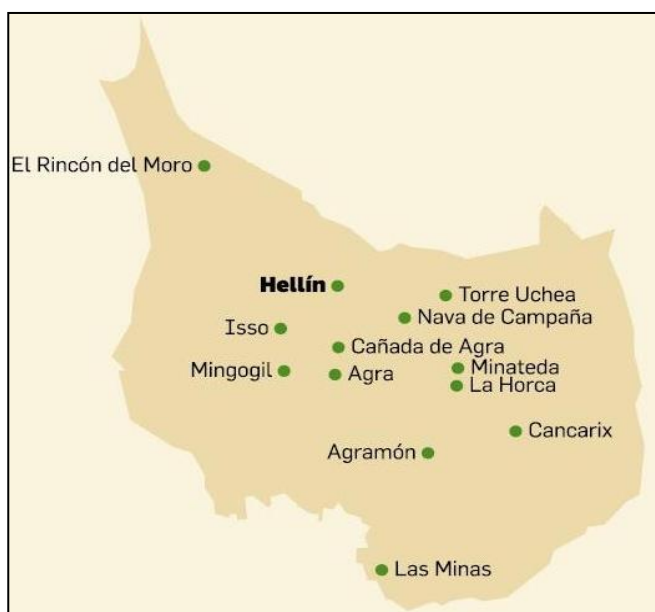 El Rincón del Moro
Hellín
Torre Uchea
Nava de Campaña
Isso
Cañada de Agra
Mingogil
Agra
Minateda
La Horca
Cancarix
Agramón
Las Minas